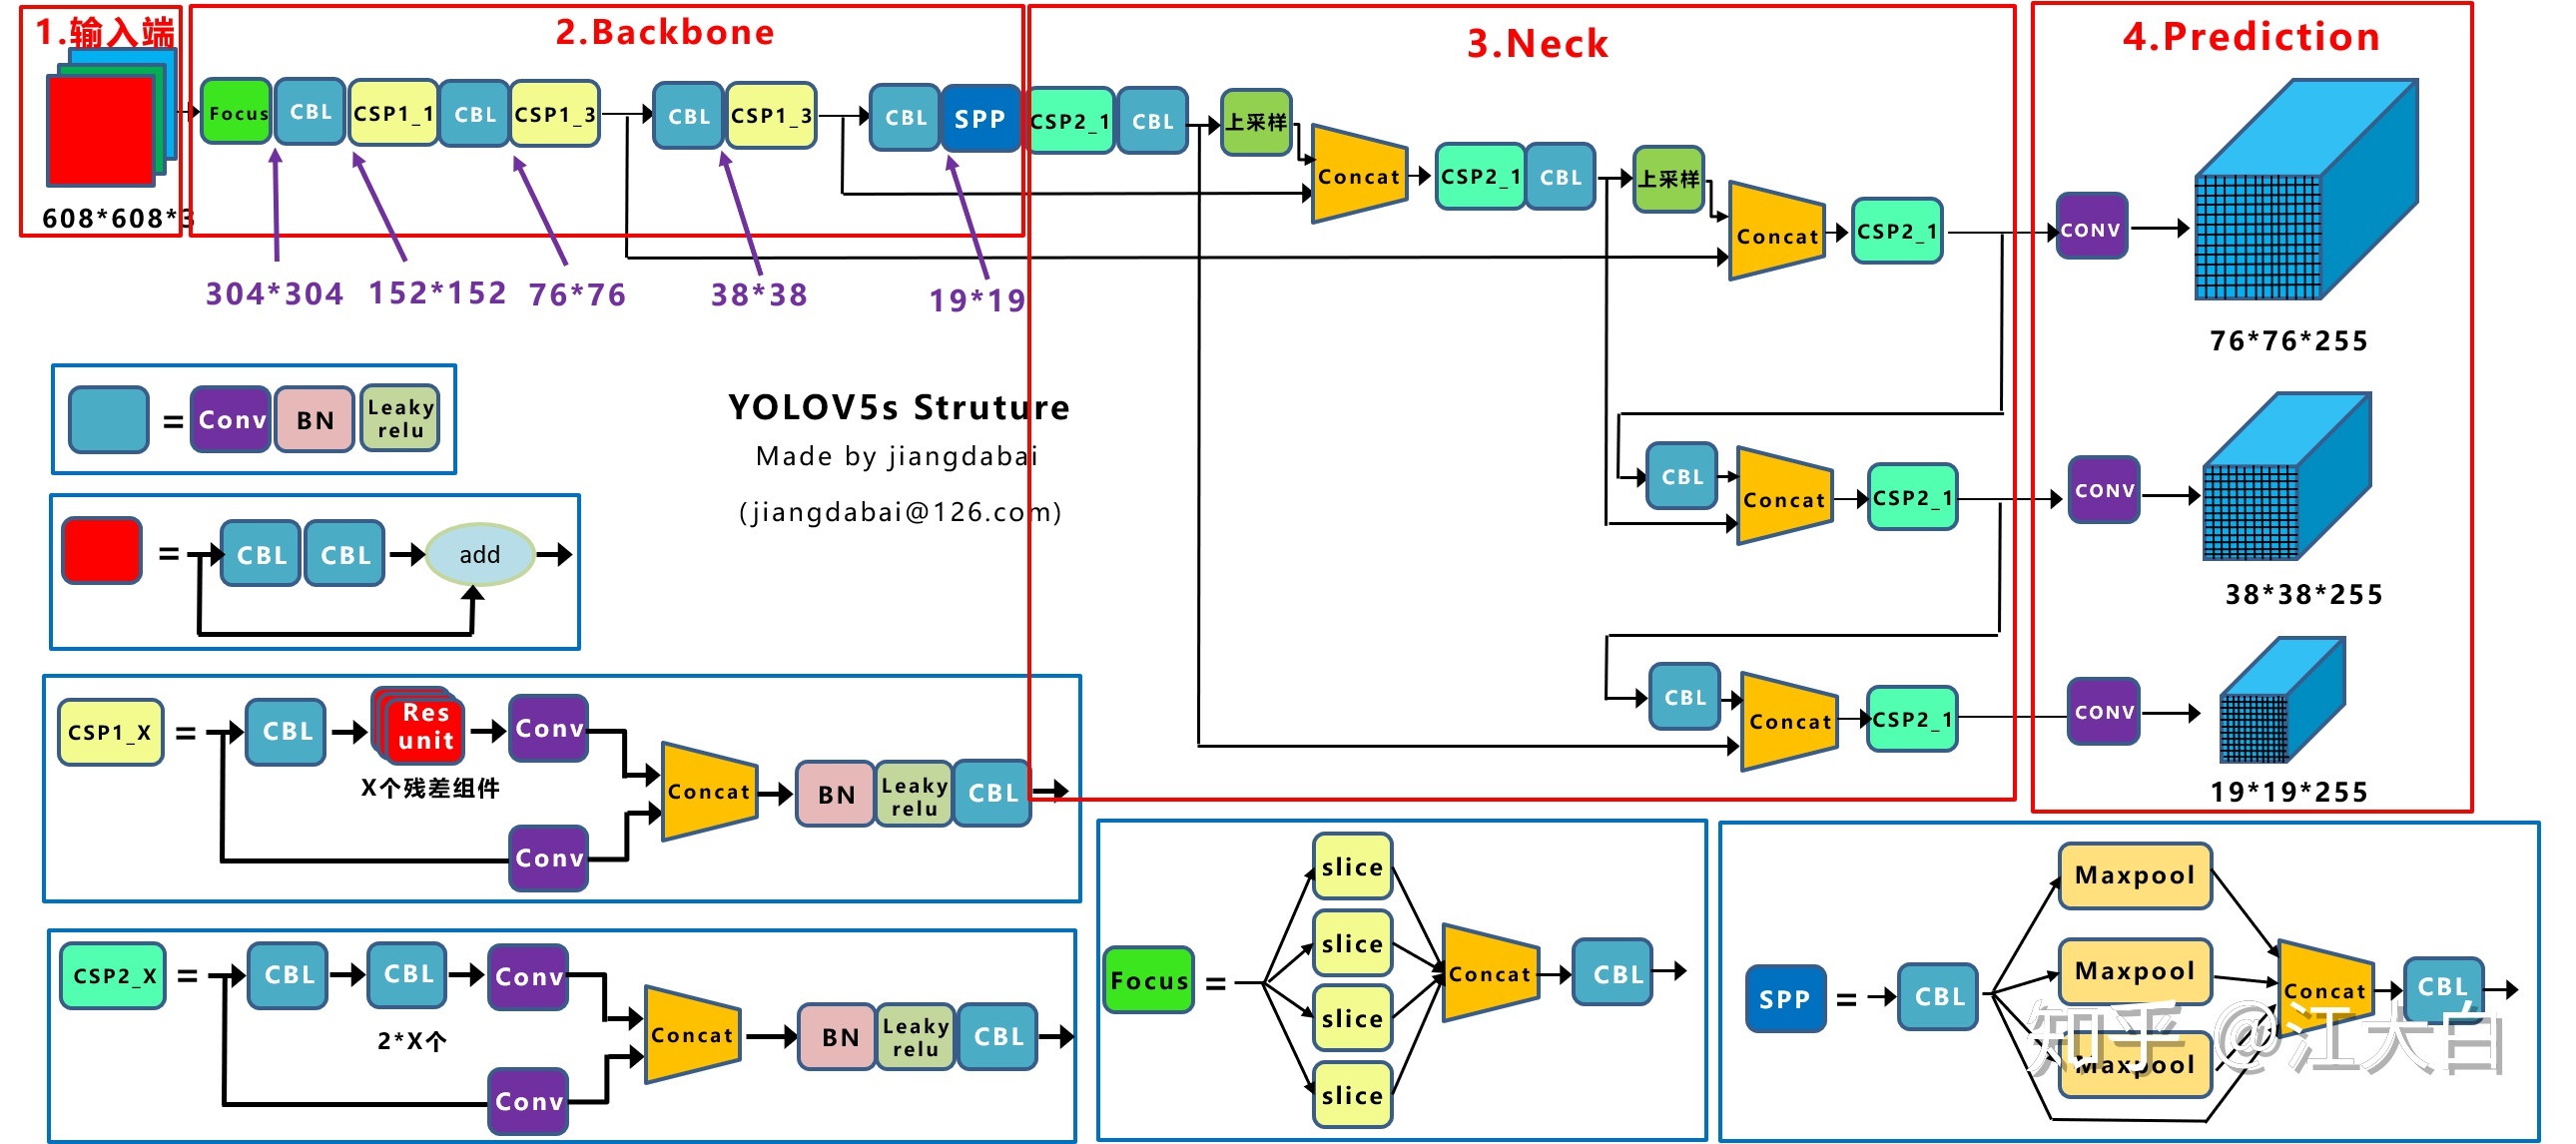 1.输入端
2.Backbone
3.Neck
4.Prediction
Focus
CBL
CSP1_1
CBL
CSP1_3
CBL
CSP1_3
CBL
SPP
CSP2_1
CBL
上采样
Concat
CSP2_1
CBL
上采样
Concat
CSP2_1
CONV
608*608*3
304*304
152*152
76*76
38*38
19*19
76*76*255
Conv
BN
Leaky
relu
=
YOLOV5s Struture
Made by jiangdabai
(jiangdabai@126.com)
CBL
Concat
CSP2_1
CONV
38*38*255
=
CBL
CBL
add
CBL
Concat
CSP2_1
CONV
19*19*255
CSP1_X
=
CBL
Res
unit
Conv
X个残差组件
Concat
BN
Leaky
relu
CBL
Conv
CSP2_X
=
CBL
CBL
Conv
2*X个
Concat
BN
Leaky
relu
CBL
Conv
Focus
=
slice
slice
slice
slice
Concat
CBL
SPP
=
CBL
Maxpool
Maxpool
Maxpool
Concat
CBL
知乎 @江大白